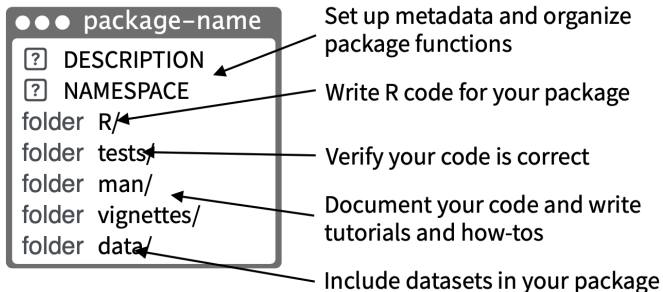 package-name
DESCRIPTION
NAMESPACE
folder R/
folder tests/
folder man/
folder vignettes/
folder data/
Set up metadata and organize
package functions
Write R code for your package
Verify your code is correct
Document your code and write
tutorials and how-tos
Include datasets in your package